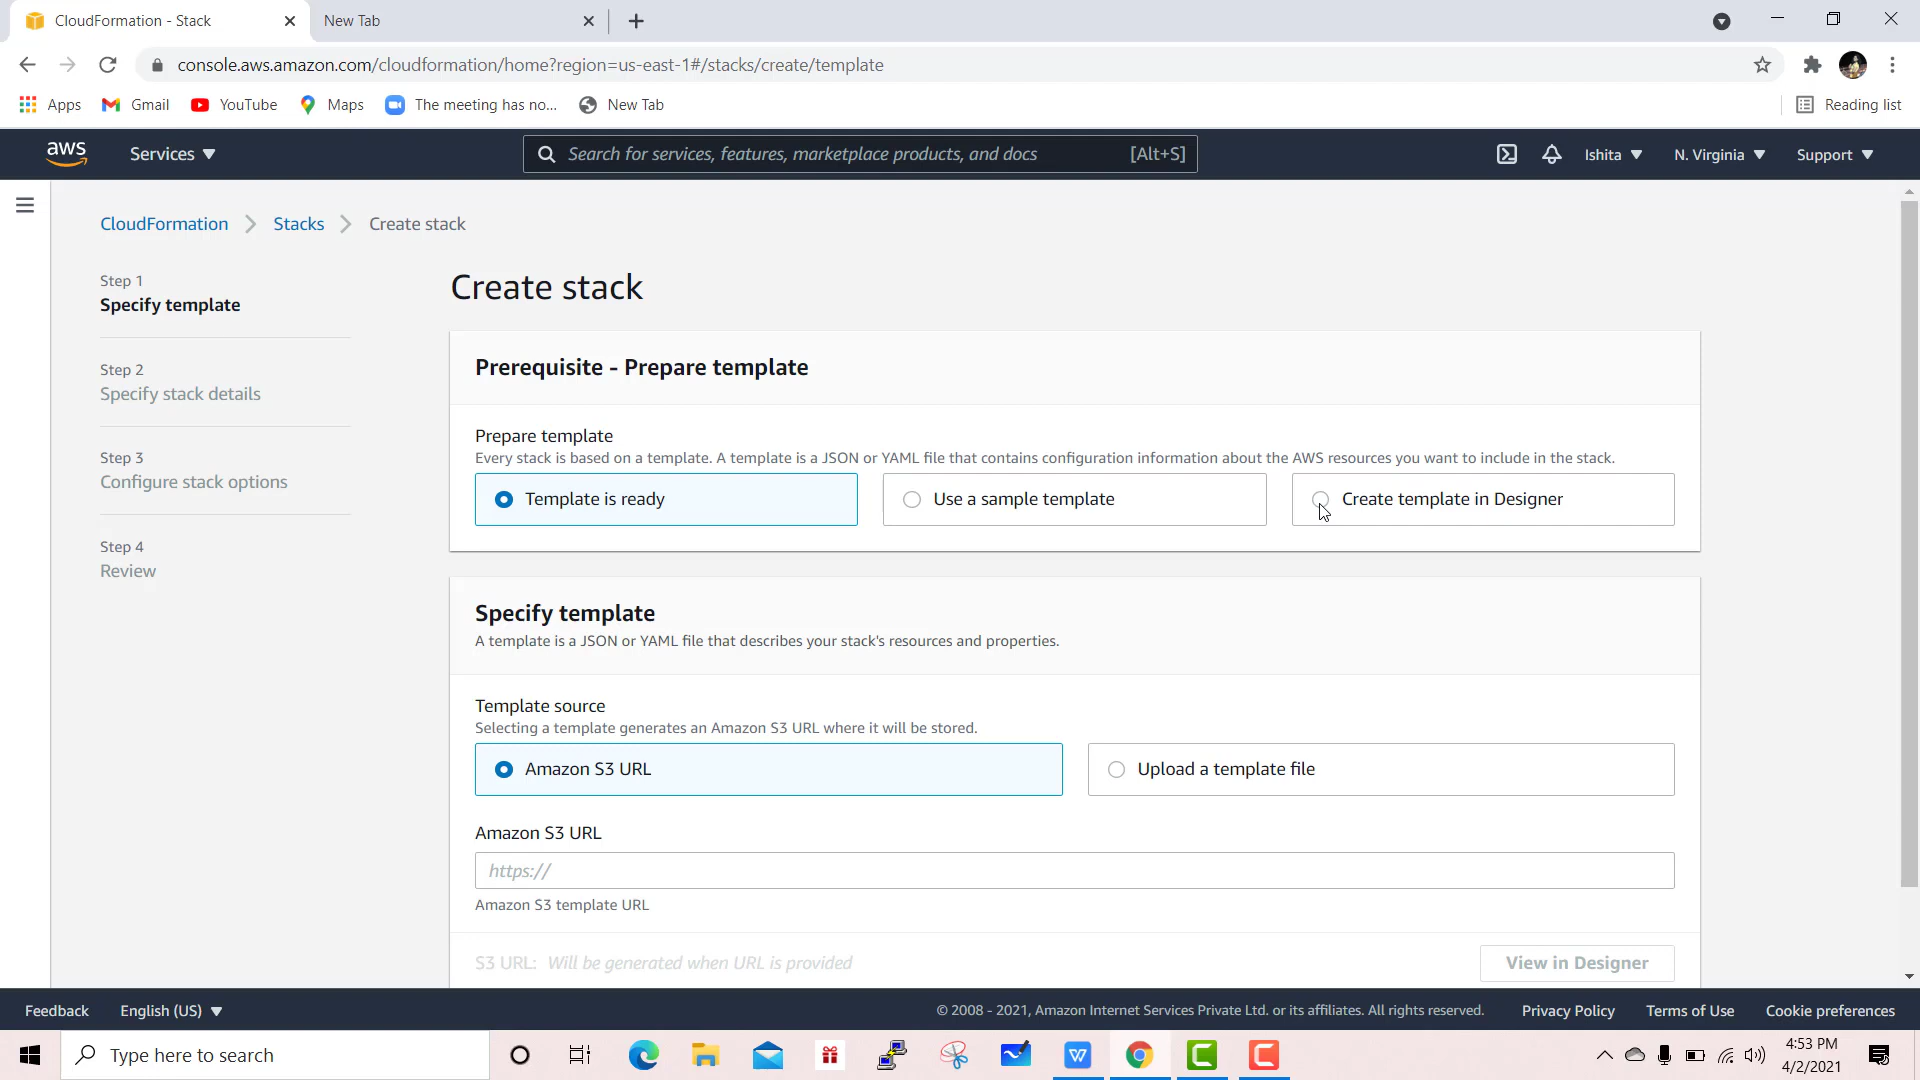 CloudFormation - Stack
New Tab
console.aws.amazon.com/cloudformation/home?region=us-east-1#/stacks/create/template
Apps
Gmail
YouTube
Maps
The meeting has no...
New Tab
Reading list
aws
Services
Search for services, features, marketplace products, and docs
[Alt+S]
Ishita
N. Virginia
Support
CloudFormation
Stacks
Create stack
Step 1
Specify template
Step 2
Specify stack details
Step 3
Configure stack options
Step 4
Review
Create stack
Prerequisite - Prepare template
Prepare template
Every stack is based on a template. A template is a JSON or YAML file that contains configuration information about the AWS resources you want to include in the stack.
Template is ready
Use a sample template
Create template in Designer
Specify template
A template is a JSON or YAML file that describes your stack's resources and properties.
Template source
Selecting a template generates an Amazon S3 URL where it will be stored.
Amazon S3 URL
Upload a template file
Amazon S3 URL
https://
Amazon S3 template URL
S3 URL: Will be generated when URL is provided
View in Designer
Feedback
English (US)
© 2008 - 2021, Amazon Internet Services Private Ltd. or its affiliates. All rights reserved.
Privacy Policy
Terms of Use
Cookie preferences
Type here to search
4:53 PM
4/2/2021